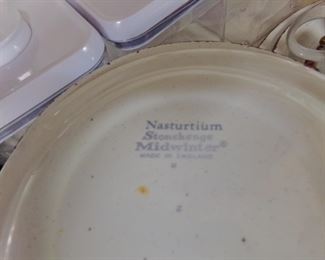 Nasturtium
Stonehenge
Midwinter®
MADE IN ENGLAND